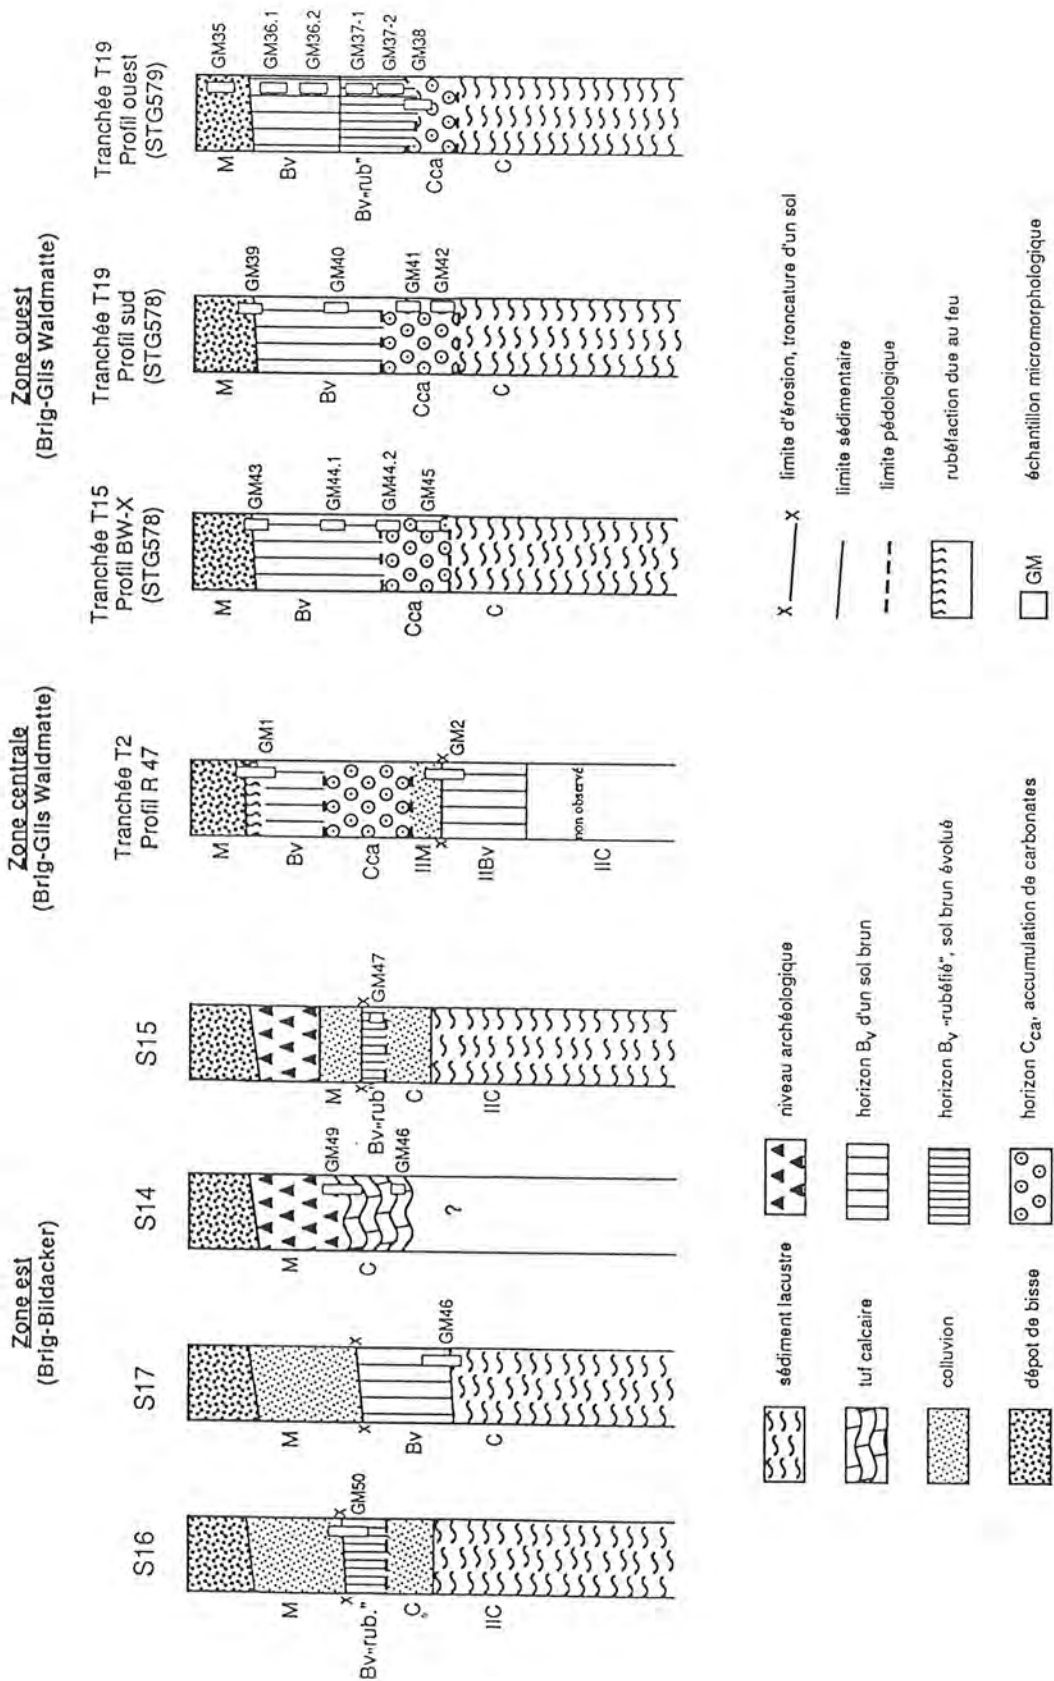 Zone est
(Brig-Bildacker)
Zone centrale
(Brig-Glis Waldmatte)
Zone ouest
(Brig-Glis Waldmatte)
S16
M
Bv»rub."
C
IIC
GM50
S17
M
Bv
C
GM46
S14
M
C
GM49
GM46
?
S15
M
Bv»rub"
C
IIC
GM47
Tranchée T2
Profil R 47
M
Bv
Cca
IIM
IIBv
IIC
GM1
GM2
non observé
Tranchée T15
Profil BW-X
(STG578)
M
Bv
Cca
C
GM43
GM44.1
GM44.2
GM45
Tranchée T19
Profil sud
(STG578)
M
Bv
Cca
C
GM39
GM40
GM41
GM42
Tranchée T19
Profil ouest
(STG579)
M
Bv
Bv»rub"
Cca
C
GM35
GM36.1
GM36.2
GM37-1
GM37-2
GM38
sédiment lacustre
tuf calcaire
colluvion
dépot de bisse
niveau archéologique
horizon Bv d'un sol brun
horizon Bv »rubéfié", sol brun évolué
horizon Cca, accumulation de carbonates
x x limite d'érosion, troncature d'un sol
limite sédimentaire
limite pédologique
rubéfaction due au feu
GM échantillon micromorphologique